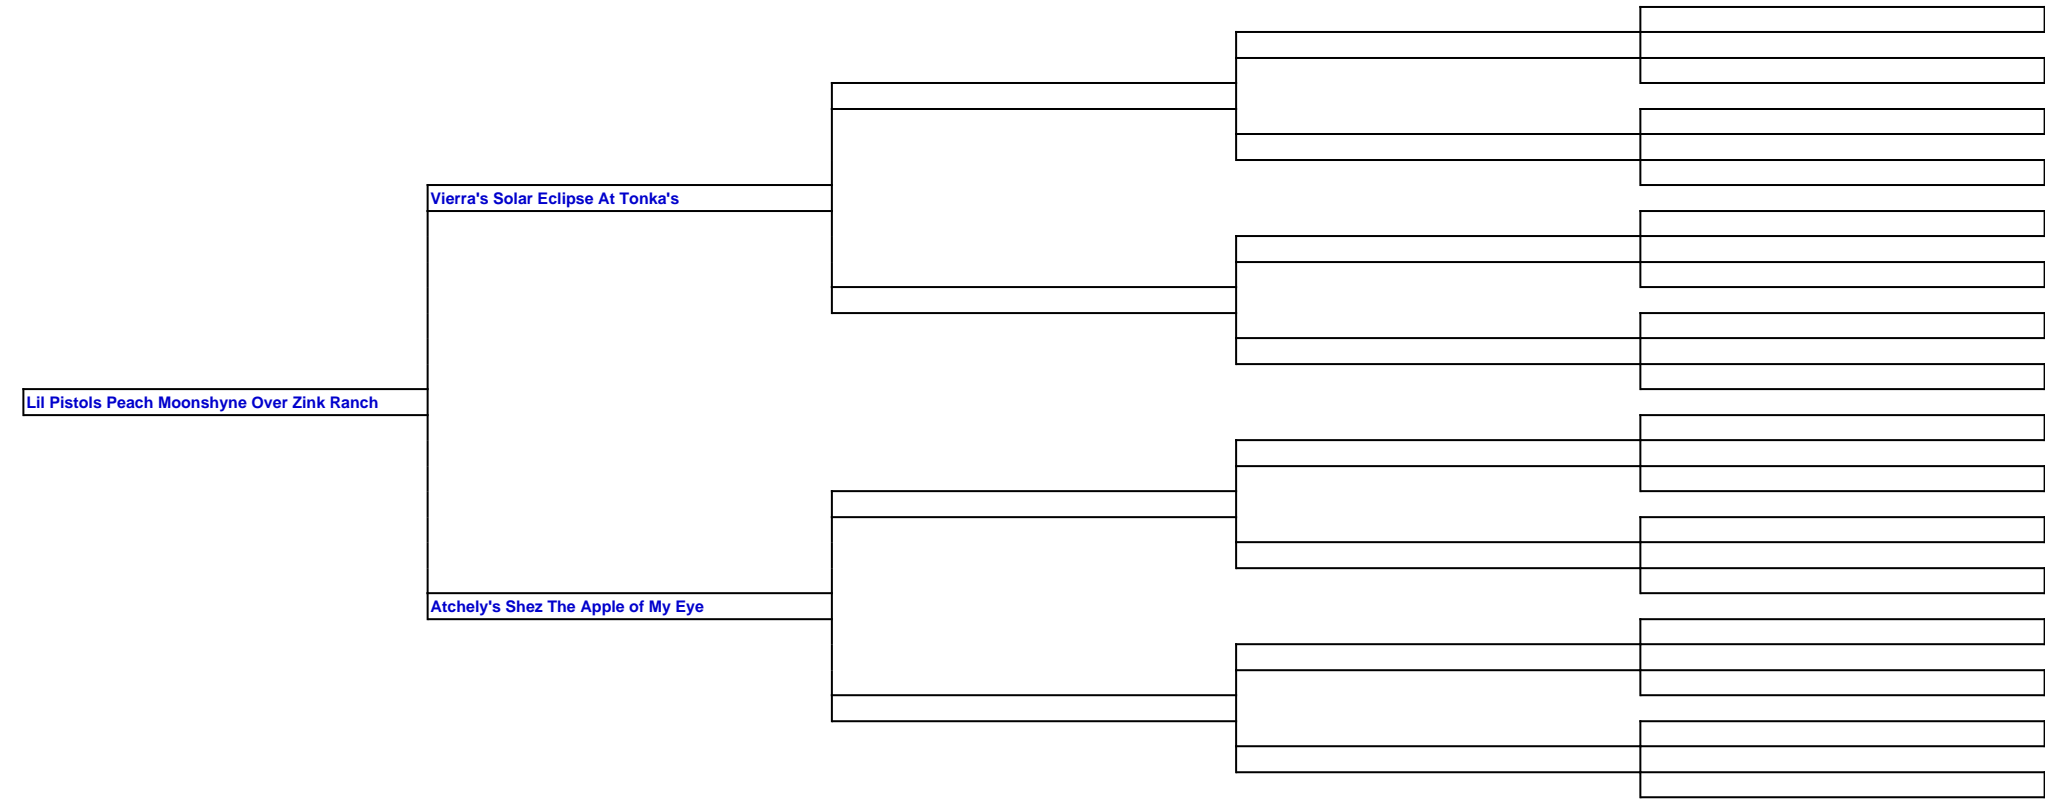 Vierra's Solar Eclipse At Tonka's
Lil Pistols Peach Moonshyne Over Zink Ranch
Atchely's Shez The Apple of My Eye